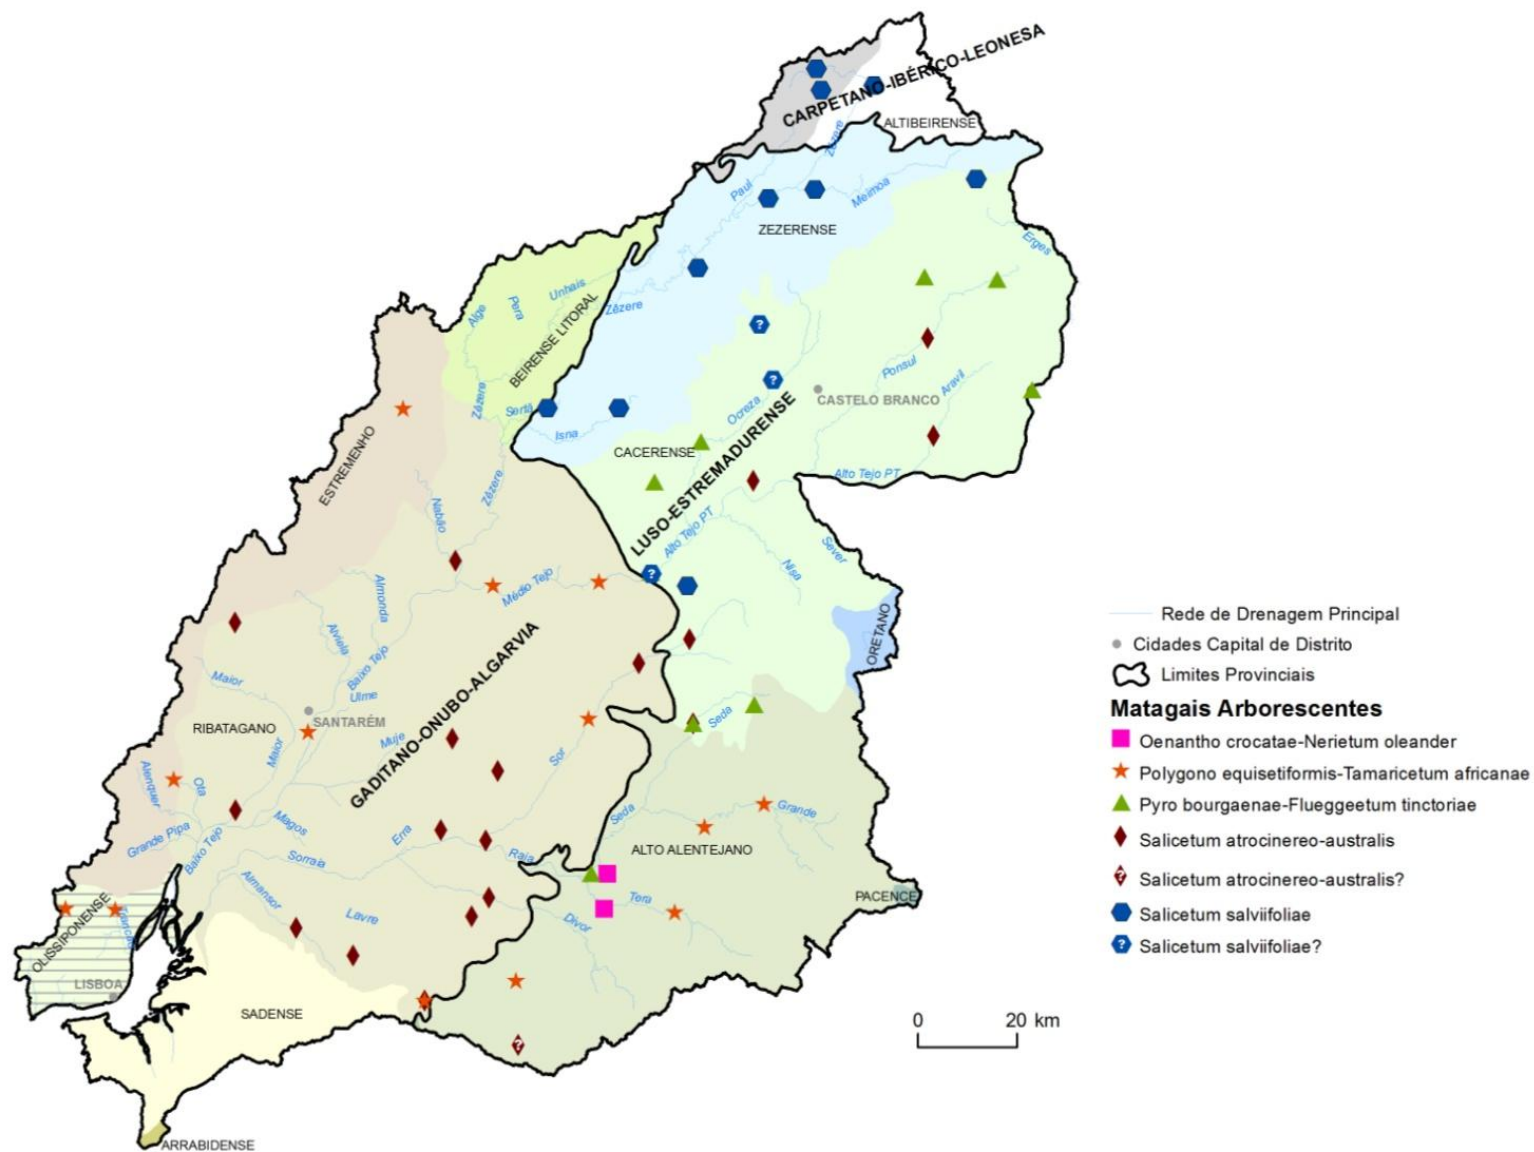 CARPETANO-IBÉRICO-LEONESA
ALTIBEIRENSE
Zêzere
Paul
Meimoa
ZEZERENSE
Erges
Unhais
Pera
Alge
Zêzere
BEIRENSE LITORAL
Ponsul
Aravil
Zêzere
Sertã
Ocreza
CASTELO BRANCO
Isna
CACERENSE
ESTREMENHO
LUSO-ESTREMADURENSE
Alto Tejo PT
Zêzere
Nabão
Alto Tejo PT
Sever
Nisa
Médio Tejo
Almonda
Alviela
ORETANO
Baixo Tejo
Maior
Ulme
GADITANO-ONUBO-ALGARVIA
SANTARÉM
Seda
RIBATAGANO
Muje
Maior
Sor
Alenquer
Ota
Magos
Seda
Grande
Grande Pipa
Baixo Tejo
Erra
Sorraia
Raia
ALTO ALENTEJANO
Almansor
Tera
PACENCE
Lavre
Divor
OLISSIPONENSE
Trancão
LISBOA
SADENSE
ARRABIDENSE
Rede de Drenagem Principal
Cidades Capital de Distrito
Limites Provinciais
Matagais Arborescentes
Oenantho crocatae-Nerietum oleander
Polygono equisetiformis-Tamaricetum africanae
Pyro bourgaenae-Flueggeetum tinctoriae
Salicetum atrocinereo-australis
? Salicetum atrocinereo-australis?
Salicetum salviifoliae
? Salicetum salviifoliae?
0 20 km